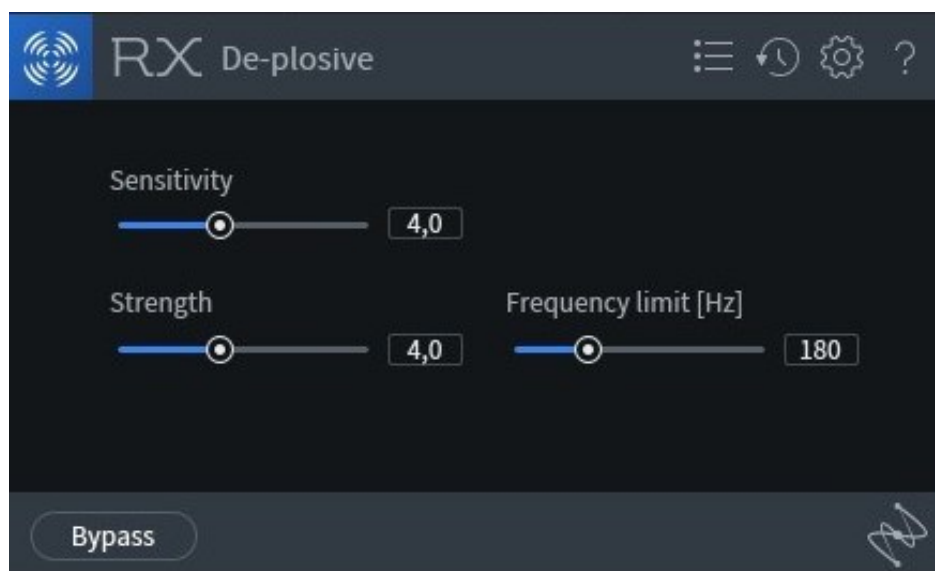 RX De-plosive ?
Sensitivity
4,0
Strength
4,0
Frequency limit [Hz]
180
Bypass